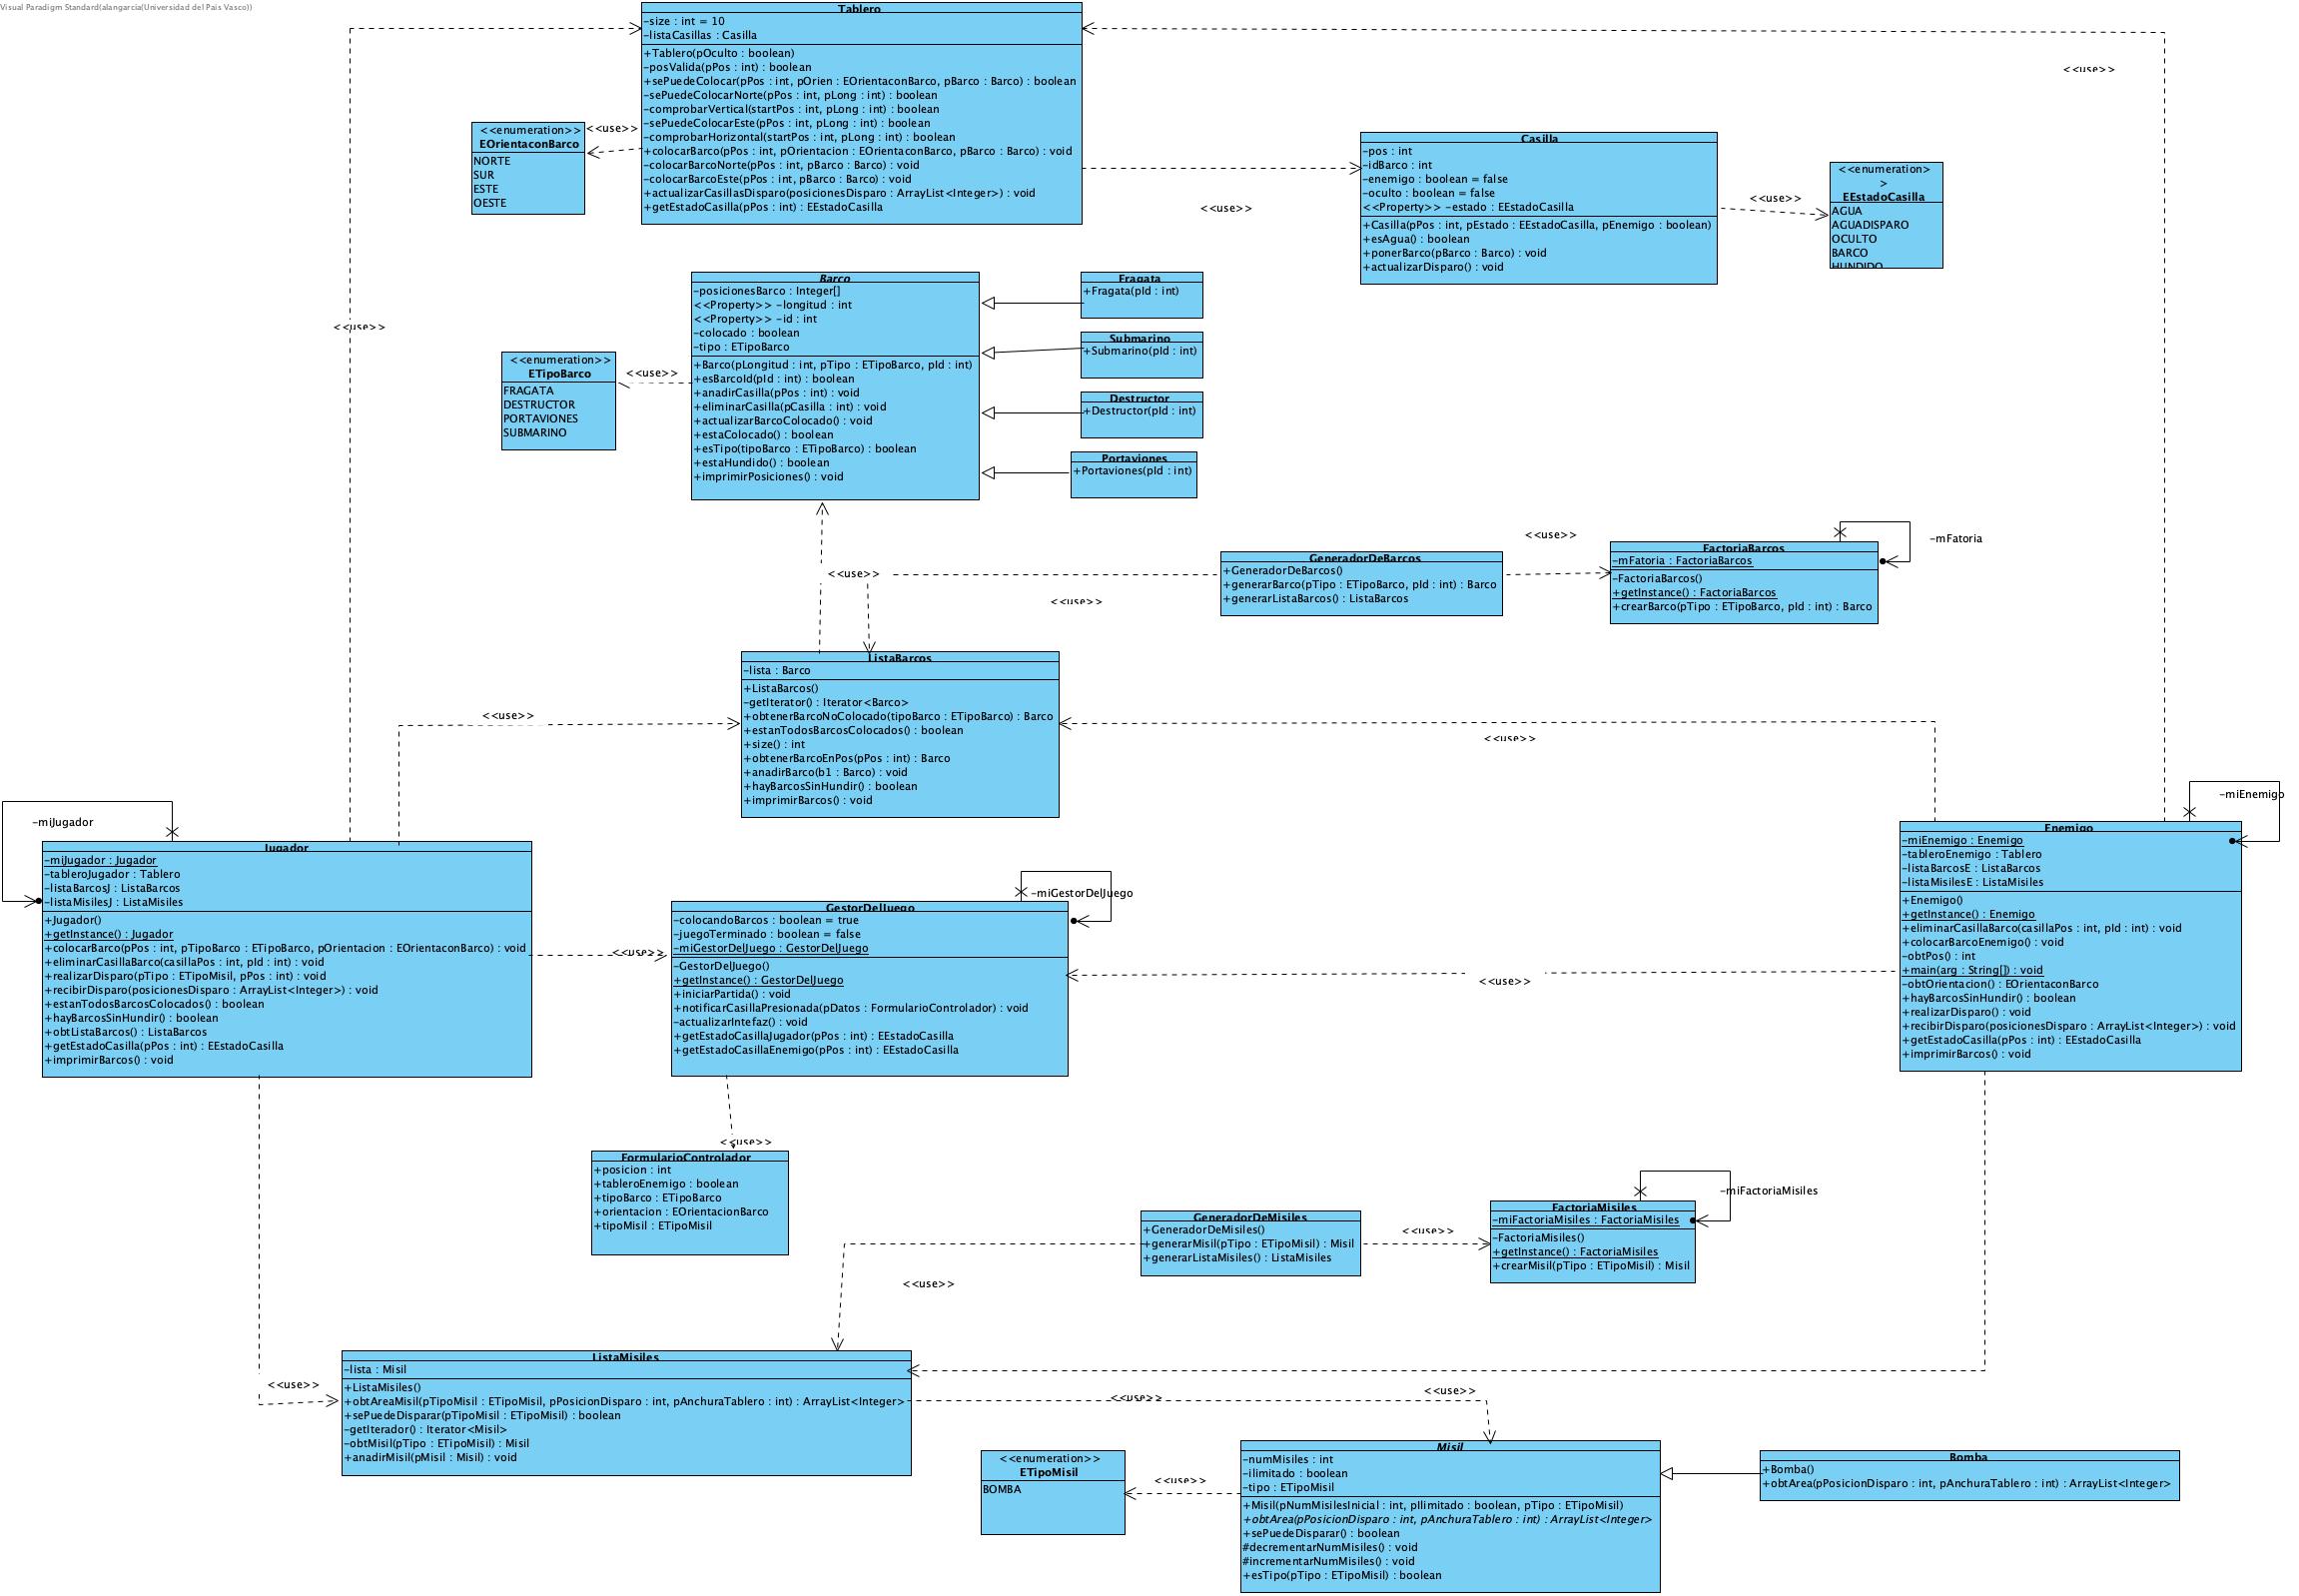 Visual Paradigm Standard(alangarcia(Universidad del Pais Vasco))
Tablero
-size : int = 10
-listaCasillas : Casilla
+Tablero(pOculto : boolean)
-posValida(pPos : int) : boolean
+sePuedeColocar(pPos : int, pOrien : EOrientaconBarco, pBarco : Barco) : boolean
-sePuedeColocarNorte(pPos : int, pLong : int) : boolean
-comprobarVertical(startPos : int, pLong : int) : boolean
-sePuedeColocarEste(pPos : int, pLong : int) : boolean
-comprobarHorizontal(startPos : int, pLong : int) : boolean
+colocarBarco(pPos : int, pOrientacion : EOrientaconBarco, pBarco : Barco) : void
-colocarBarcoNorte(pPos : int, pBarco : Barco) : void
-colocarBarcoEste(pPos : int, pBarco : Barco) : void
+actualizarCasillasDisparo(posicionesDisparo : ArrayList<Integer>) : void
+getEstadoCasilla(pPos : int) : EEstadoCasilla
<<use>>
<<enumeration>>
EOrientaconBarco
NORTE
SUR
ESTE
OESTE
<<use>>
<<use>>
Casilla
-pos : int
-idBarco : int
-enemigo : boolean = false
-oculto : boolean = false
<<Property>> -estado : EEstadoCasilla
+Casilla(pPos : int, pEstado : EEstadoCasilla, pEnemigo : boolean)
+esAgua() : boolean
+ponerBarco(pBarco : Barco) : void
+actualizarDisparo() : void
<<use>>
<<enumeration>
>
EEstadoCasilla
AGUA
AGUADISPARO
OCULTO
BARCO
HUNDIDO
<<use>>
Barco
-posicionesBarco : Integer[]
<<Property>> -longitud : int
<<Property>> -id : int
-colocado : boolean
-tipo : ETipoBarco
+Barco(pLongitud : int, pTipo : ETipoBarco, pId : int)
+esBarcoId(pId : int) : boolean
+anadirCasilla(pPos : int) : void
+eliminarCasilla(pCasilla : int) : void
+actualizarBarcoColocado() : void
+estaColocado() : boolean
+esTipo(tipoBarco : ETipoBarco) : boolean
+estaHundido() : boolean
+imprimirPosiciones() : void
Fragata
+Fragata(pId : int)
Submarino
+Submarino(pId : int)
Destructor
+Destructor(pId : int)
Portaviones
+Portaviones(pId : int)
<<enumeration>>
ETipoBarco
FRAGATA
DESTRUCTOR
PORTAVIONES
SUBMARINO
<<use>>
<<use>>
<<use>>
GeneradorDeBarcos
+GeneradorDeBarcos()
+generarBarco(pTipo : ETipoBarco, pId : int) : Barco
+generarListaBarcos() : ListaBarcos
<<use>>
FactoriaBarcos
-mFatoria : FactoriaBarcos
-FactoriaBarcos()
+getInstance() : FactoriaBarcos
+crearBarco(pTipo : ETipoBarco, pId : int) : Barco
-mFatoria
ListaBarcos
-lista : Barco
+ListaBarcos()
-getIterator() : Iterator<Barco>
+obtenerBarcoNoColocado(tipoBarco : ETipoBarco) : Barco
+estanTodosBarcosColocados() : boolean
+size() : int
+obtenerBarcoEnPos(pPos : int) : Barco
+anadirBarco(b1 : Barco) : void
+hayBarcosSinHundir() : boolean
+imprimirBarcos() : void
<<use>>
<<use>>
-miJugador
Jugador
-miJugador : Jugador
-tableroJugador : Tablero
-listaBarcosJ : ListaBarcos
-listaMisilesJ : ListaMisiles
+Jugador()
+getInstance() : Jugador
+colocarBarco(pPos : int, pTipoBarco : ETipoBarco, pOrientacion : EOrientaconBarco) : void
+eliminarCasillaBarco(casillaPos : int, pId : int) : void
+realizarDisparo(pTipo : ETipoMisil, pPos : int) : void
+recibirDisparo(posicionesDisparo : ArrayList<Integer>) : void
+estanTodosBarcosColocados() : boolean
+hayBarcosSinHundir() : boolean
+obtListaBarcos() : ListaBarcos
+getEstadoCasilla(pPos : int) : EEstadoCasilla
+imprimirBarcos() : void
<<use>>
-miGestorDelJuego
GestorDelJuego
-colocandoBarcos : boolean = true
-juegoTerminado : boolean = false
-miGestorDelJuego : GestorDelJuego
-GestorDelJuego()
+getInstance() : GestorDelJuego
+iniciarPartida() : void
+notificarCasillaPresionada(pDatos : FormularioControlador) : void
-actualizarIntefaz() : void
+getEstadoCasillaJugador(pPos : int) : EEstadoCasilla
+getEstadoCasillaEnemigo(pPos : int) : EEstadoCasilla
<<use>>
-miEnemigo
Enemigo
-miEnemigo : Enemigo
-tableroEnemigo : Tablero
-listaBarcosE : ListaBarcos
-listaMisilesE : ListaMisiles
+Enemigo()
+getInstance() : Enemigo
+eliminarCasillaBarco(casillaPos : int, pId : int) : void
+colocarBarcoEnemigo() : void
-obtPos() : int
+main(arg : String[]) : void
-obtOrientacion() : EOrientaconBarco
+hayBarcosSinHundir() : boolean
+realizarDisparo() : void
+recibirDisparo(posicionesDisparo : ArrayList<Integer>) : void
+getEstadoCasilla(pPos : int) : EEstadoCasilla
+imprimirBarcos() : void
<<use>>
FormularioControlador
+posicion : int
+tableroEnemigo : boolean
+tipoBarco : ETipoBarco
+orientacion : EOrientacionBarco
+tipoMisil : ETipoMisil
GeneradorDeMisiles
+GeneradorDeMisiles()
+generarMisil(pTipo : ETipoMisil) : Misil
+generarListaMisiles() : ListaMisiles
<<use>>
-miFactoriaMisiles
FactoriaMisiles
-miFactoriaMisiles : FactoriaMisiles
-FactoriaMisiles()
+getInstance() : FactoriaMisiles
+crearMisil(pTipo : ETipoMisil) : Misil
<<use>>
<<use>>
ListaMisiles
-lista : Misil
+ListaMisiles()
+obtAreaMisil(pTipoMisil : ETipoMisil, pPosicionDisparo : int, pAnchuraTablero : int) : ArrayList<Integer>
+sePuedeDisparar(pTipoMisil : ETipoMisil) : boolean
-getIterador() : Iterator<Misil>
-obtMisil(pTipo : ETipoMisil) : Misil
+anadirMisil(pMisil : Misil) : void
<<use>>
<<use>>
<<enumeration>>
ETipoMisil
BOMBA
<<use>>
Misil
-numMisiles : int
-ilimitado : boolean
-tipo : ETipoMisil
+Misil(pNumMisilesInicial : int, pIlimitado : boolean, pTipo : ETipoMisil)
+obtArea(pPosicionDisparo : int, pAnchuraTablero : int) : ArrayList<Integer>
+sePuedeDisparar() : boolean
#decrementarNumMisiles() : void
#incrementarNumMisiles() : void
+esTipo(pTipo : ETipoMisil) : boolean
Bomba
+Bomba()
+obtArea(pPosicionDisparo : int, pAnchuraTablero : int) : ArrayList<Integer>